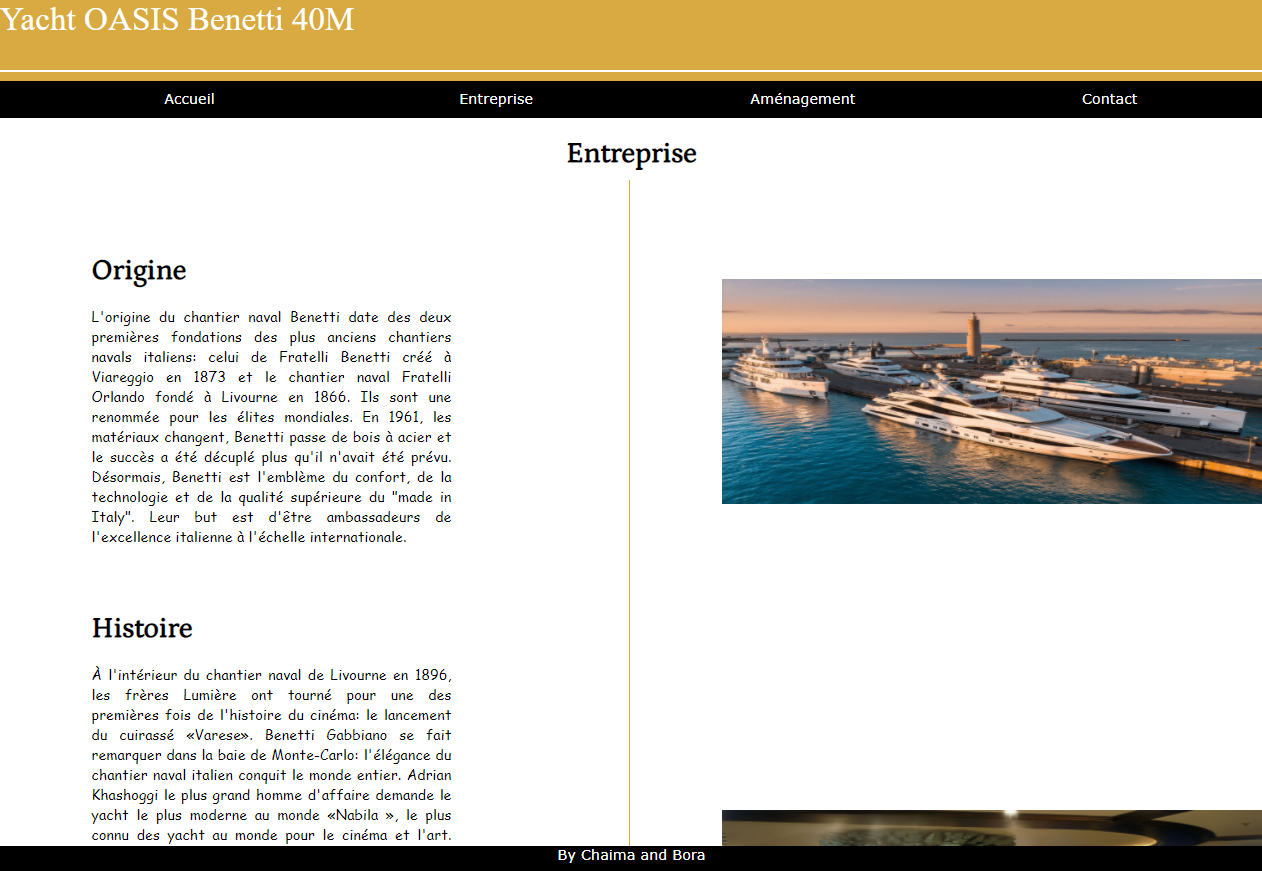 Yacht OASIS Benetti 40M
Accueil Entreprise Aménagement Contact
Entreprise
Origine
L'origine du chantier naval Benetti date des deux
premières fondations des plus anciens chantiers
navals italiens: celui de Fratelli Benetti créé à
Viareggio en 1873 et le chantier naval Fratelli
Orlando fondé à Livourne en 1866. Ils sont une
renommée pour les élites mondiales. En 1961, les
matériaux changent, Benetti passe de bois à acier et
le succès a été décuplé plus qu'il n'avait été prévu.
Désormais, Benetti est l'emblème du confort, de la
technologie et de la qualité supérieure du "made in
Italy". Leur but est d'être ambassadeurs de
l'excellence italienne à l'échelle internationale.
Histoire
À l'intérieur du chantier naval de Livourne en 1896,
les frères Lumière ont tourné pour une des
premières fois de l'histoire du cinéma: le lancement
du cuirassé «Varese». Benetti Gabbiano se fait
remarquer dans la baie de Monte-Carlo: l'élégance du
chantier naval italien conquit le monde entier. Adrian
Khashoggi le plus grand homme d'affaire demande le
yacht le plus moderne au monde «Nabila », le plus
connu des yacht au monde pour le cinéma et l'art.
By Chaima and Bora